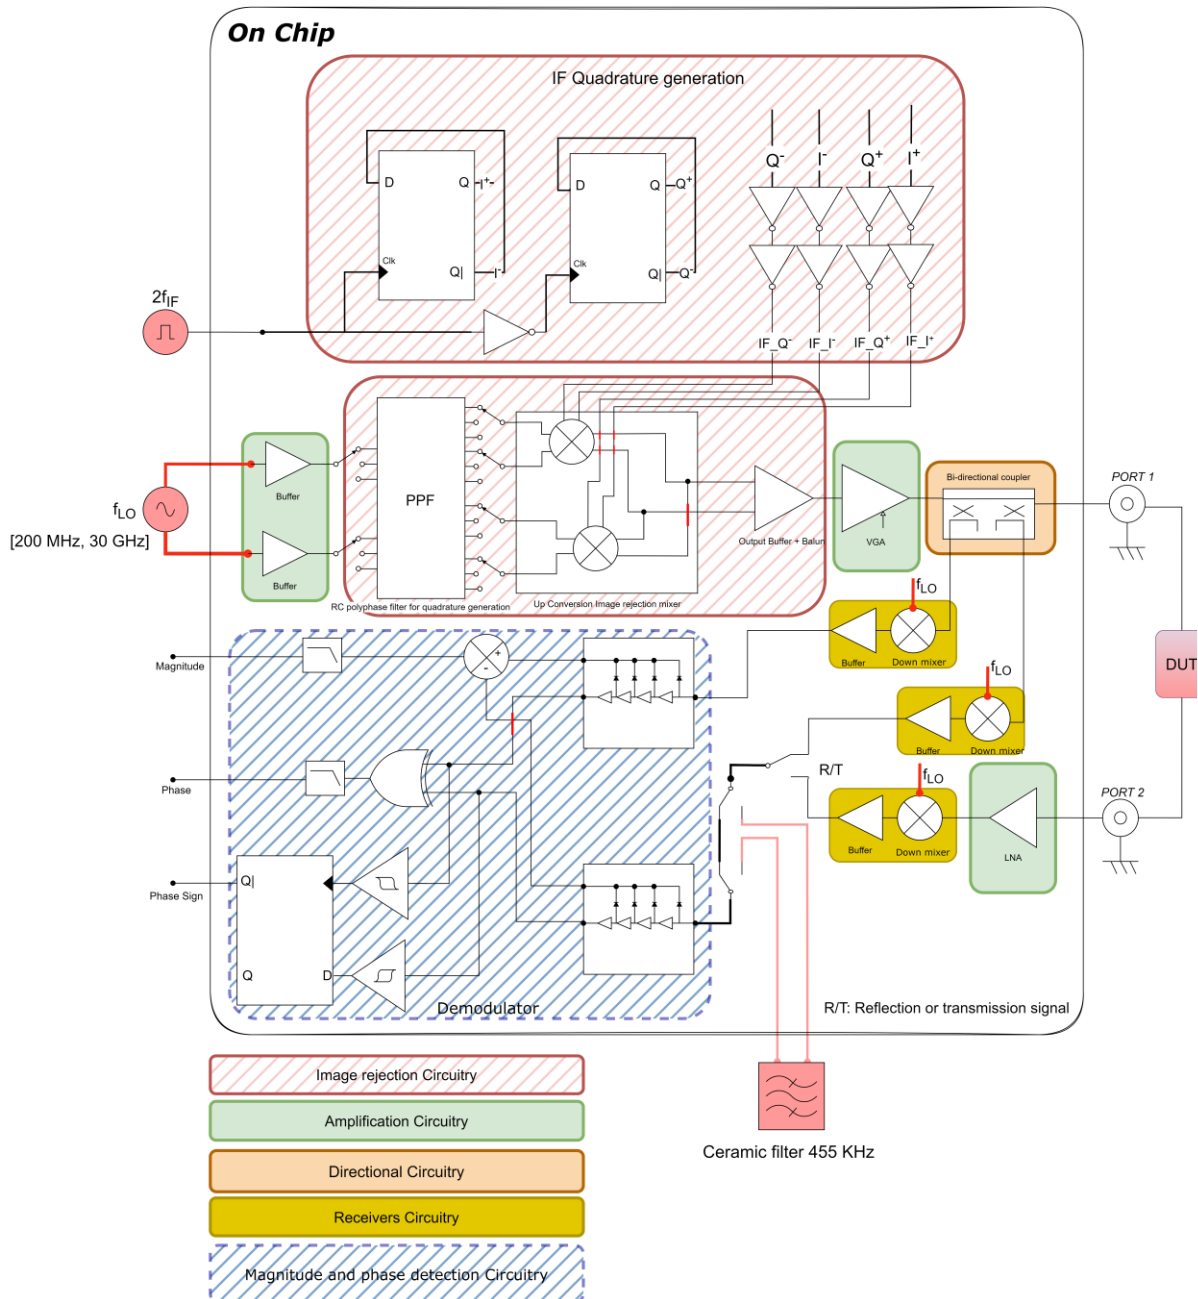 On Chip
IF Quadrature generation
Q- I- Q+ I+
D Q I+
Clk
Q| I-
D Q Q+
Clk
Q| Q-
2fIF
IF_Q- IF_I- IF_Q+ IF_I+
fLO
[200 MHz, 30 GHz]
Buffer
Buffer
PPF
RC polyphase filter for quadrature generation
Up Conversion Image rejection mixer
Output Buffer + Balun
VGA
Bi-directional coupler
PORT 1
fLO
Buffer
Down mixer
fLO
Buffer
Down mixer
DUT
R/T
fLO
Buffer
Down mixer
LNA
PORT 2
Magnitude
+
-
Phase
Phase Sign
Q|
Q
D
Demodulator
R/T: Reflection or transmission signal
Ceramic filter 455 KHz
Image rejection Circuitry
Amplification Circuitry
Directional Circuitry
Receivers Circuitry
Magnitude and phase detection Circuitry